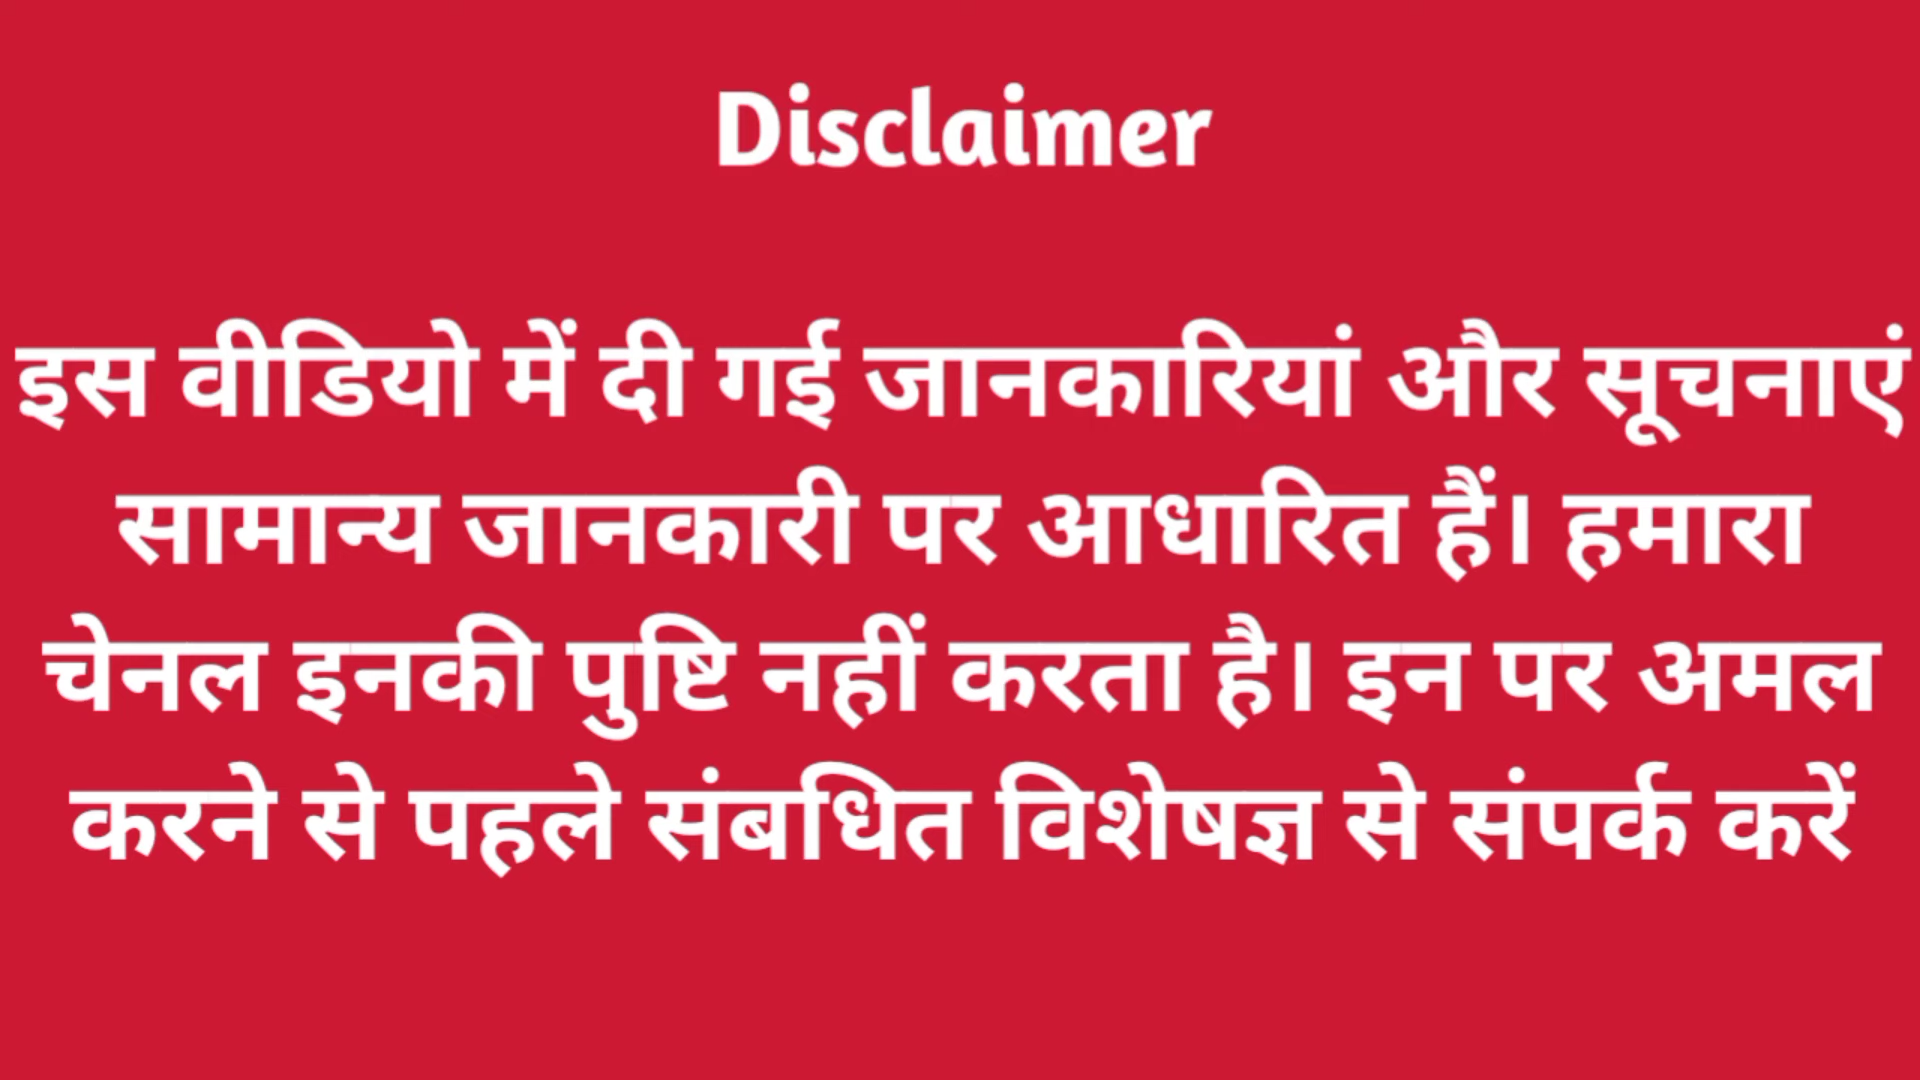 Disclaimer
इस वीडियो में दी गई जानकारियां और सूचनाएं
सामान्य जानकारी पर आधारित हैं। हमारा
चेनल इनकी पुष्टि नहीं करता है। इन पर अमल
करने से पहले संबधित विशेषज्ञ से संपर्क करें